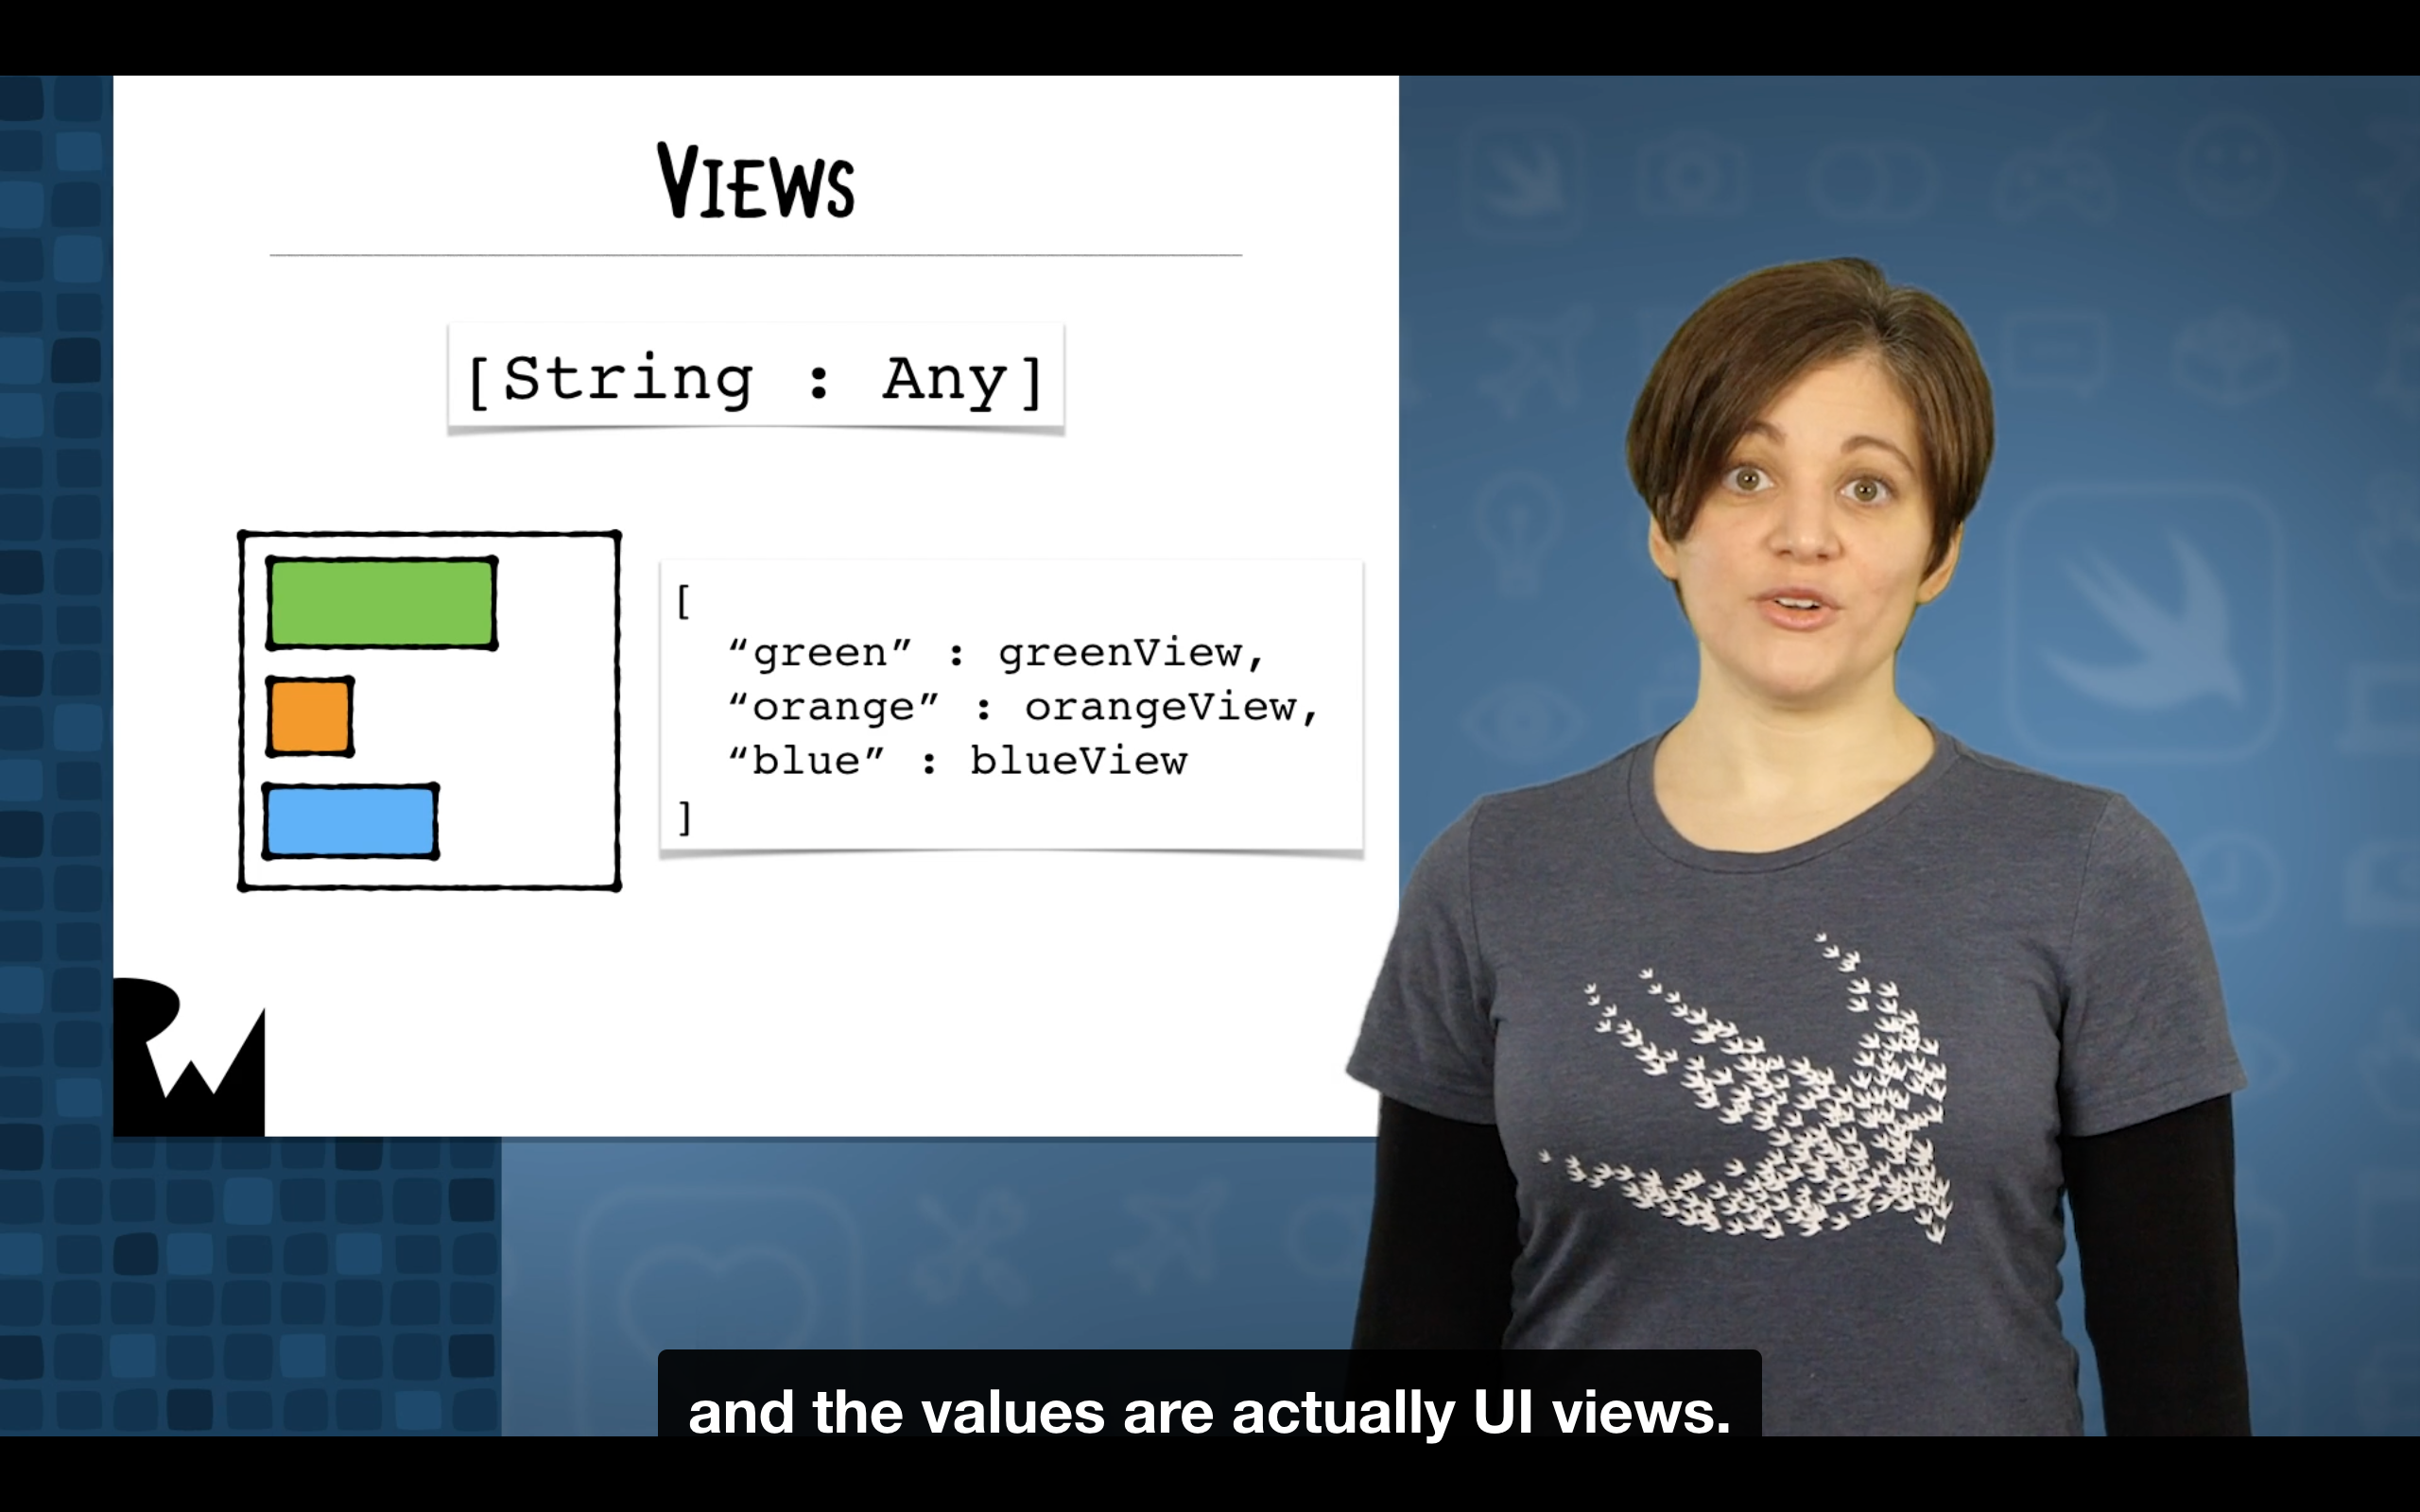 VIEWS
[String : Any]
[
“green” : greenView,
“orange” : orangeView,
“blue” : blueView
]
RW
and the values are actually UI views.